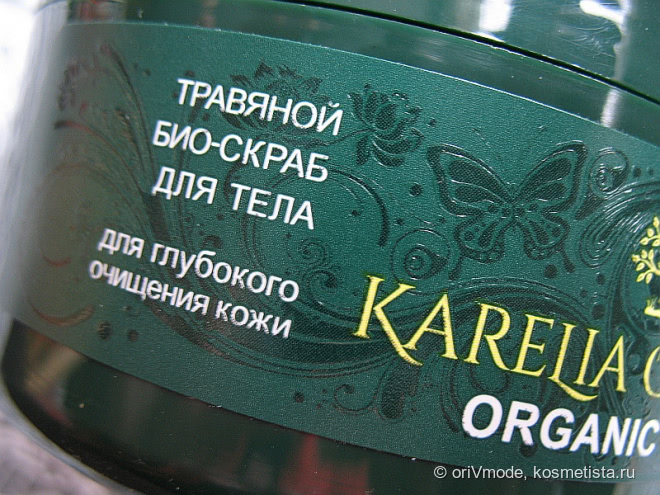 ТРАВЯНОЙ
БИО-СКРАБ
ДЛЯ ТЕЛА
для глубокого
очищения кожи
KARELIA
ORGANIC
© oriVmode, kosmetista.ru